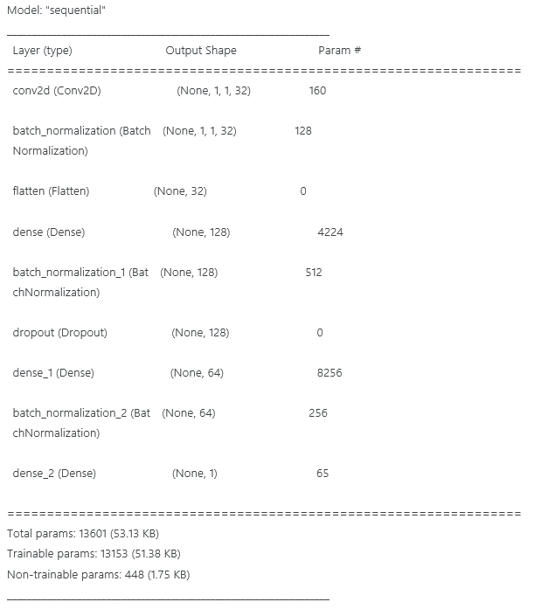 Model: "sequential"
_________________________________________________________________
Layer (type) Output Shape Param #
=================================================================
conv2d (Conv2D) (None, 1, 1, 32) 160
batch_normalization (Batch (None, 1, 1, 32) 128
Normalization)
flatten (Flatten) (None, 32) 0
dense (Dense) (None, 128) 4224
batch_normalization_1 (Bat (None, 128) 512
chNormalization)
dropout (Dropout) (None, 128) 0
dense_1 (Dense) (None, 64) 8256
batch_normalization_2 (Bat (None, 64) 256
chNormalization)
dense_2 (Dense) (None, 1) 65
=================================================================
Total params: 13601 (53.13 KB)
Trainable params: 13153 (51.38 KB)
Non-trainable params: 448 (1.75 KB)
_________________________________________________________________